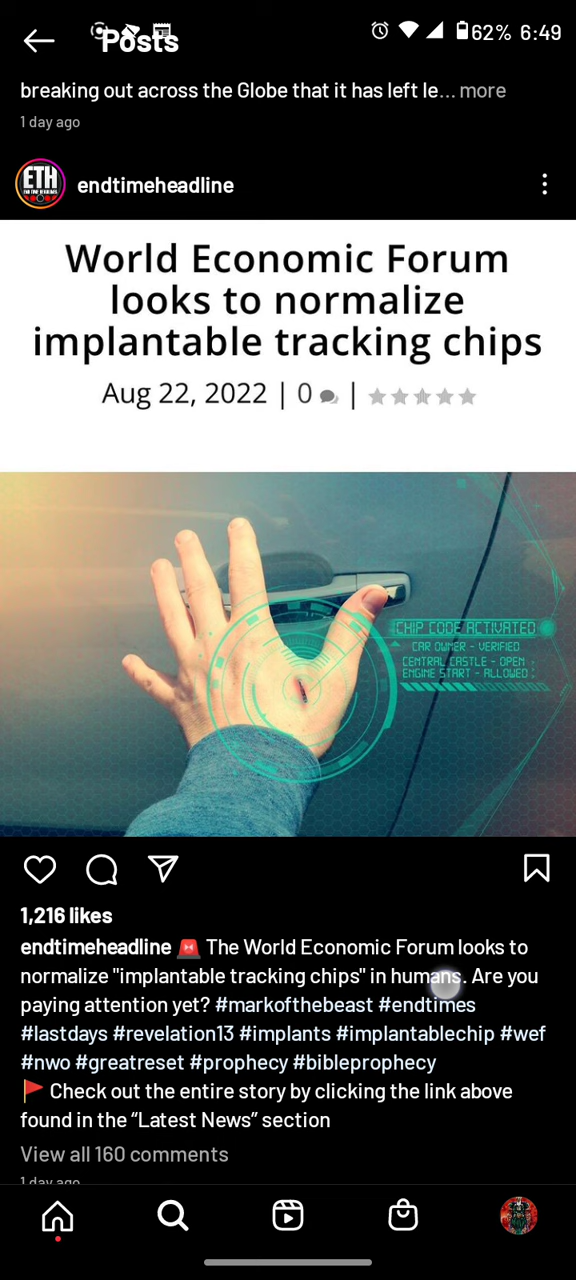 Posts
62% 6:49
breaking out across the Globe that it has left le... more
1 day ago
ETH
endtimeheadline
World Economic Forum
looks to normalize
implantable tracking chips
Aug 22, 2022 | 0 |
CHIP CODE ACTIVATED
CAR OWNER - VERIFIED
CENTRAL CASTLE - OPEN
ENGINE START - ALLOWED
1,216 likes
endtimeheadline 🚨 The World Economic Forum looks to
normalize "implantable tracking chips" in humans. Are you
paying attention yet? #markofthebeast #endtimes
#lastdays #revelation13 #implants #implantablechip #wef
#nwo #greatreset #prophecy #bibleprophecy
🚩 Check out the entire story by clicking the link above
found in the “Latest News” section
View all 160 comments
1 day ago